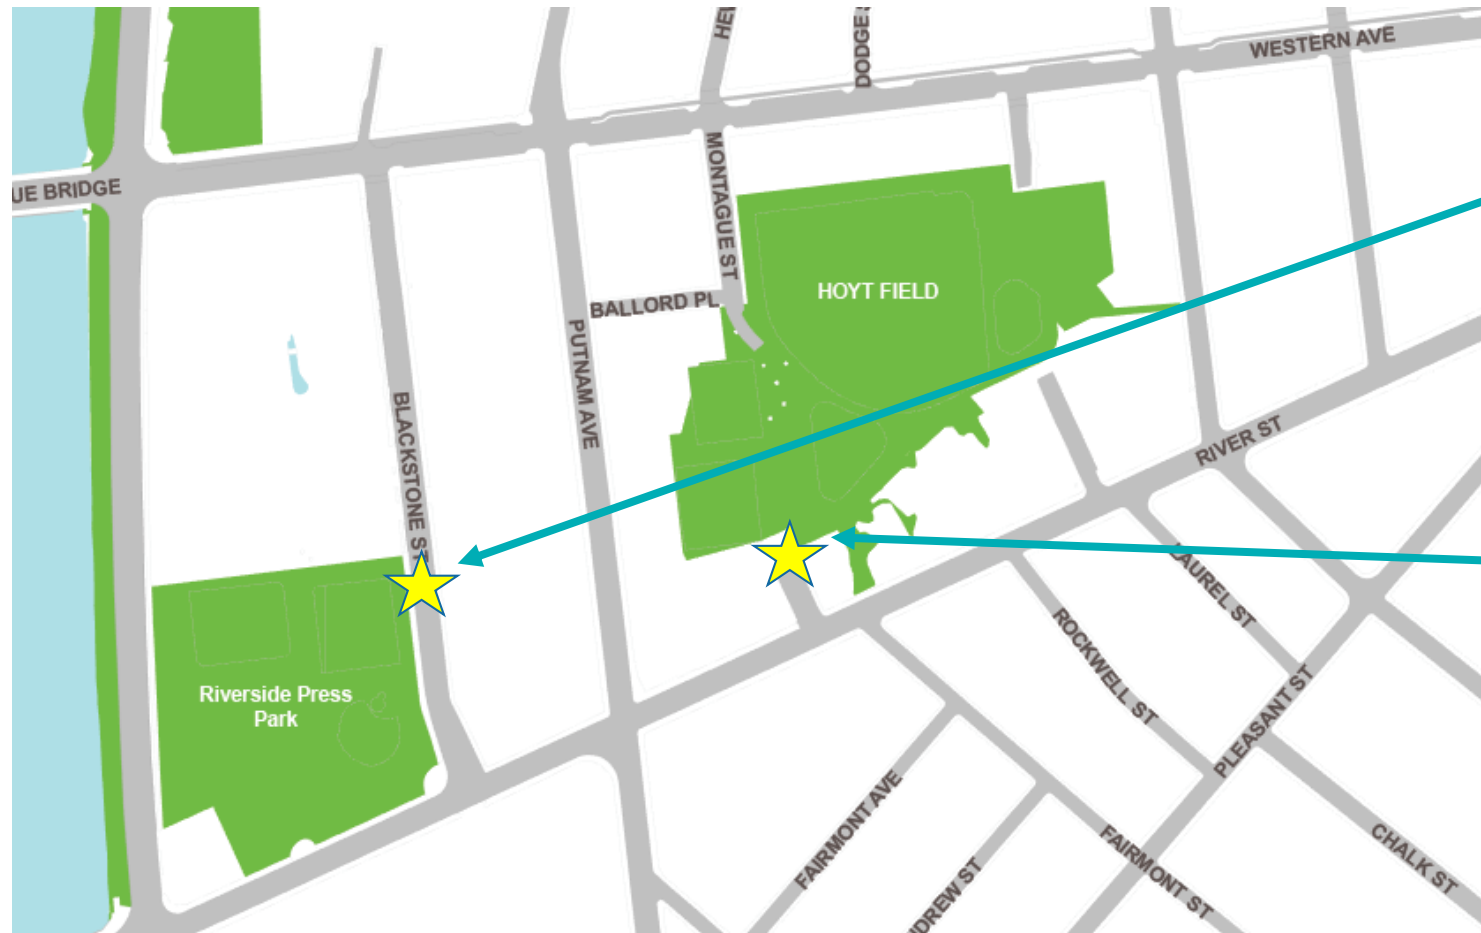 HE
DODGE S
WESTERN AVE
UE BRIDGE
MONTAGUE ST
HOYT FIELD
BALLORD PL
PUTNAM AVE
BLACKSTONE ST
RIVER ST
LAUREL ST
ROCKWELL ST
PLEASANT ST
Riverside Press
Park
FAIRMONT AVE
FAIRMONT ST
CHALK ST
DREW ST